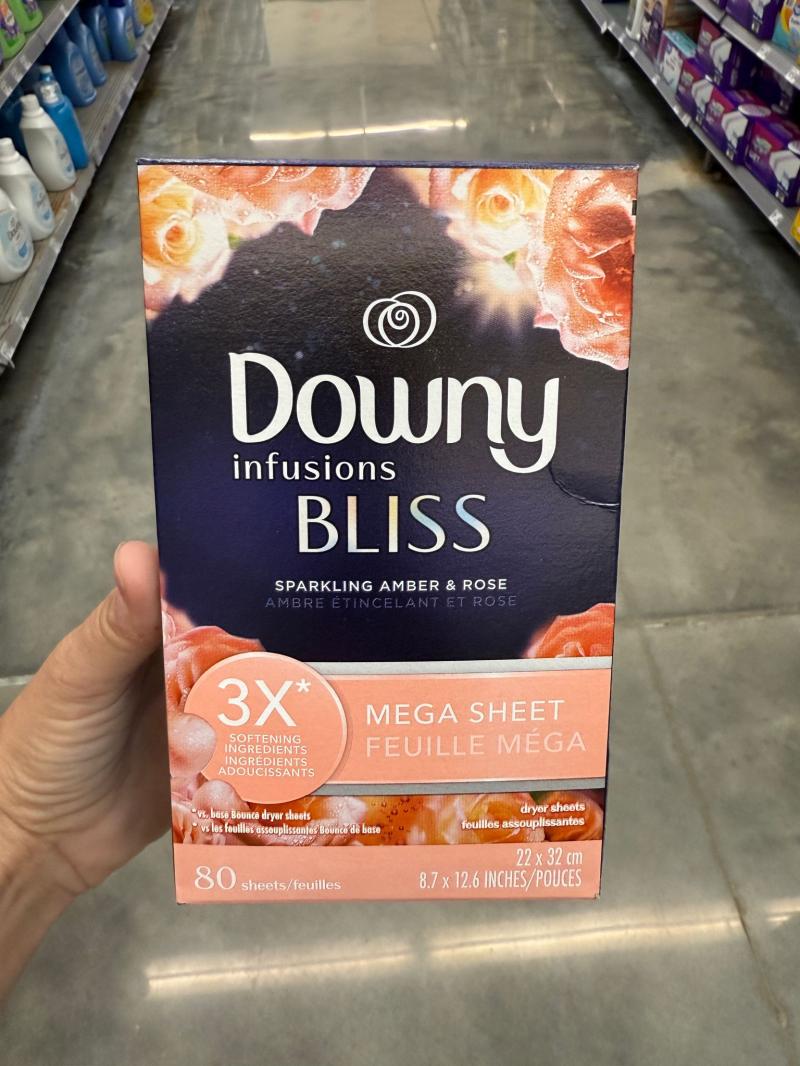 Downy
infusions
BLISS
SPARKLING AMBER & ROSE
AMBRE ÉTINCELANT ET ROSE
3X*
SOFTENING
INGREDIENTS
INGRÉDIENTS
ADOUCISSANTS
MEGA SHEET
FEUILLE MÉGA
*vs. base Bounce dryer sheets
* vs les feuilles assouplissantes Bounce de base
dryer sheets
feuilles assouplissantes
80 sheets/feuilles
22 x 32 cm
8.7 x 12.6 INCHES/POUCES